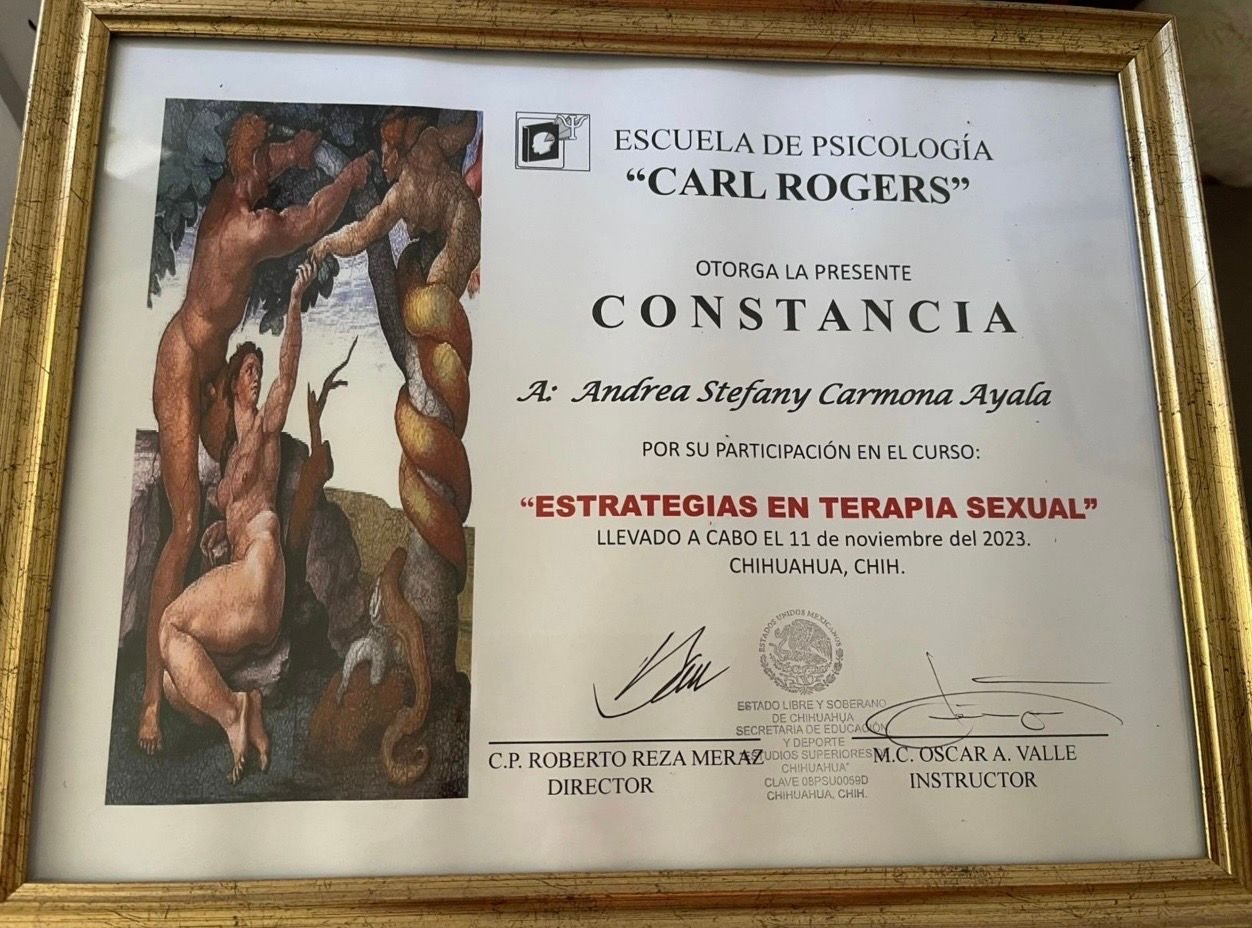 ESCUELA DE PSICOLOGÍA
“CARL ROGERS”
OTORGA LA PRESENTE
CONSTANCIA
A: Andrea Stefany Carmona Ayala
POR SU PARTICIPACIÓN EN EL CURSO:
“ESTRATEGIAS EN TERAPIA SEXUAL”
LLEVADO A CABO EL 11 de noviembre del 2023.
CHIHUAHUA, CHIH.
ESTADOS UNIDOS MEXICANOS
ESTADO LIBRE Y SOBERANO
DE CHIHUAHUA
SECRETARIA DE EDUCACIÓN
Y DEPORTE
ESTUDIOS SUPERIORES
CHIHUAHUA"
CLAVE 08PSU0059D
CHIHUAHUA, CHIH.
C.P. ROBERTO REZA MERAZ
DIRECTOR
M.C. OSCAR A. VALLE
INSTRUCTOR